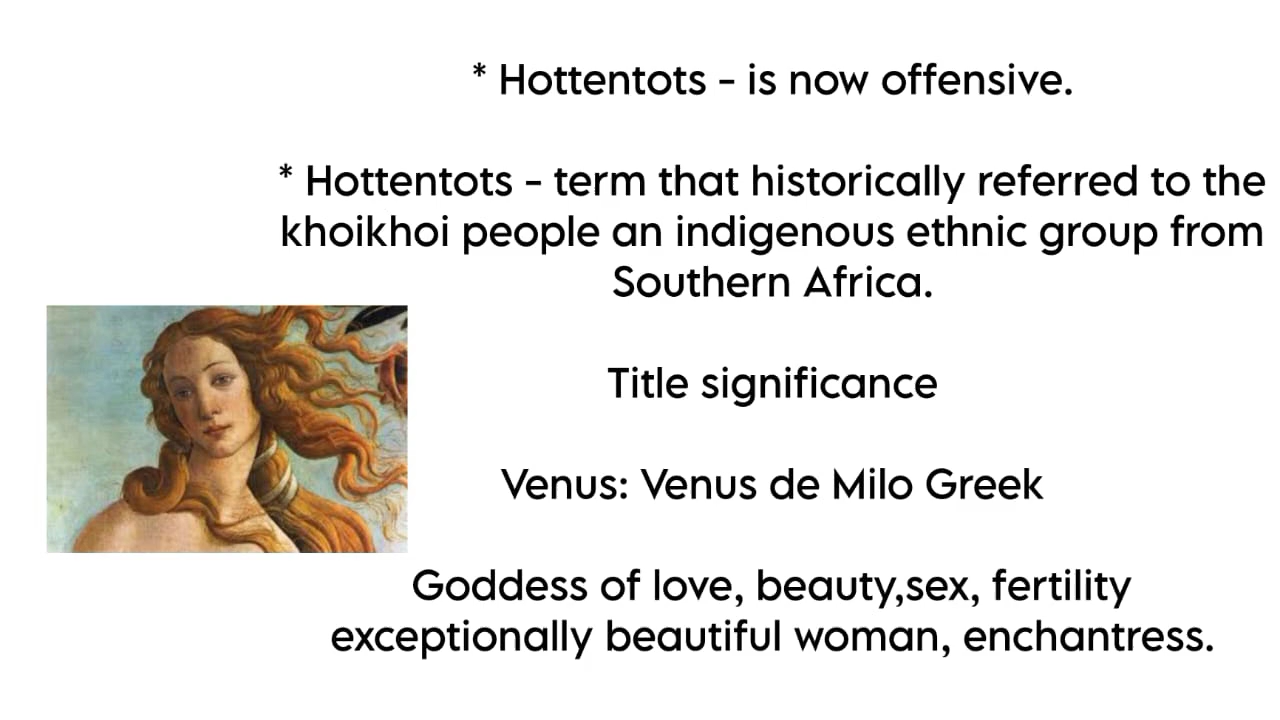 * Hottentots - is now offensive.
* Hottentots - term that historically referred to the
khoikhoi people an indigenous ethnic group from
Southern Africa.
Title significance
Venus: Venus de Milo Greek
Goddess of love, beauty,sex, fertility
exceptionally beautiful woman, enchantress.